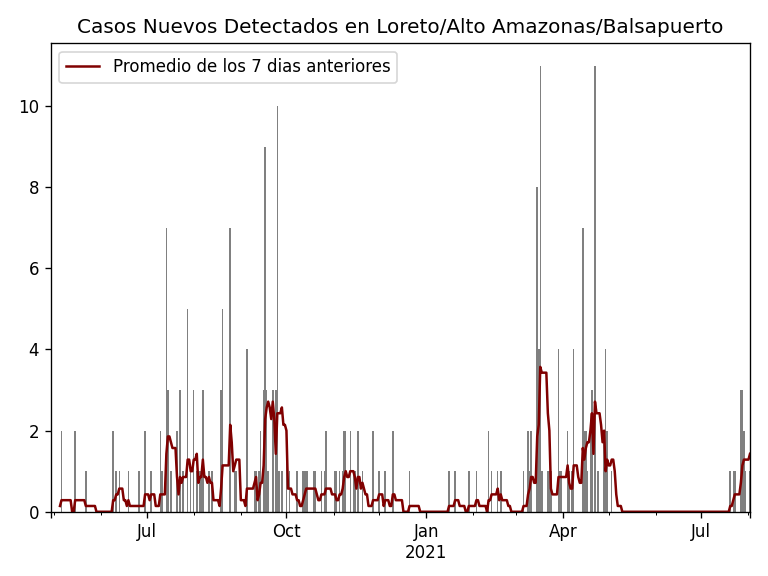 Casos Nuevos Detectados en Loreto/Alto Amazonas/Balsapuerto
Promedio de los 7 dias anteriores
10
8
6
4
2
0
Jul Oct Jan Apr Jul
2021